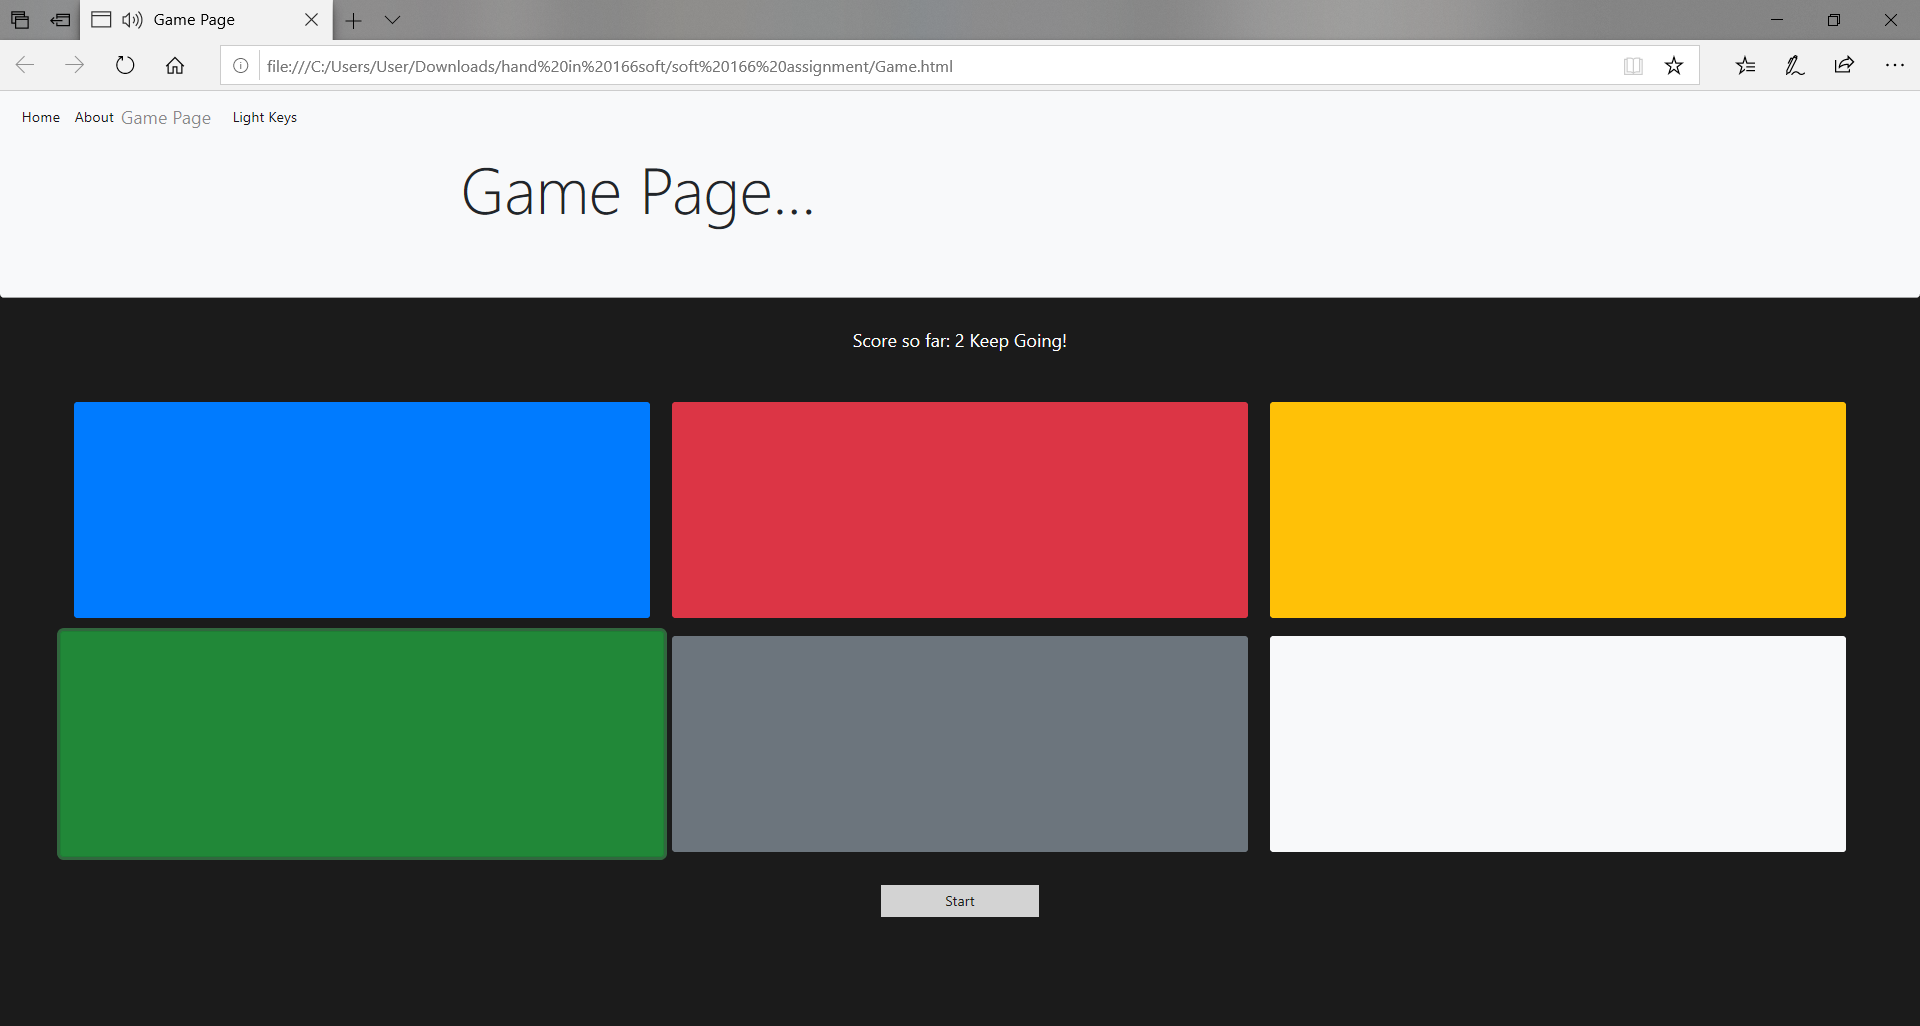 Game Page
file:///C:/Users/User/Downloads/hand%20in%20166soft/soft%20166%20assignment/Game.html
Home About Game Page Light Keys
Game Page...
Score so far: 2 Keep Going!
Start